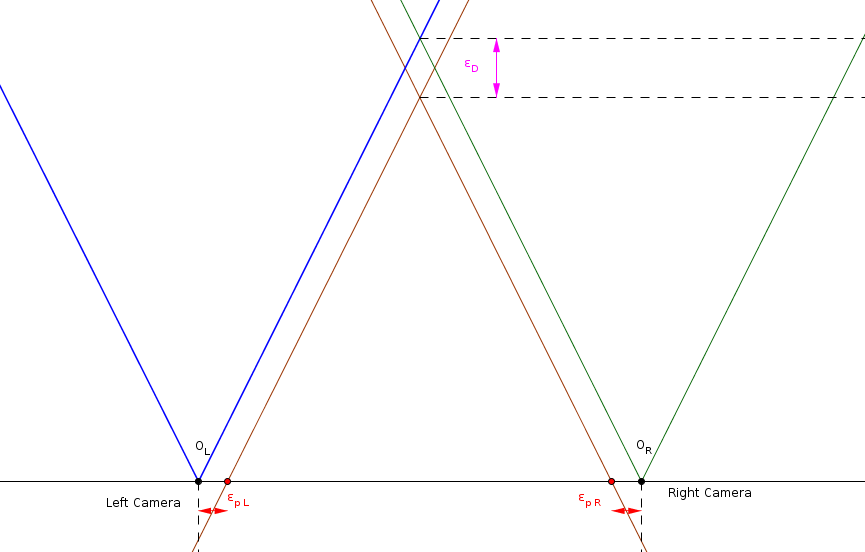 εD
OL
OR
Left Camera
εp L
εp R
Right Camera